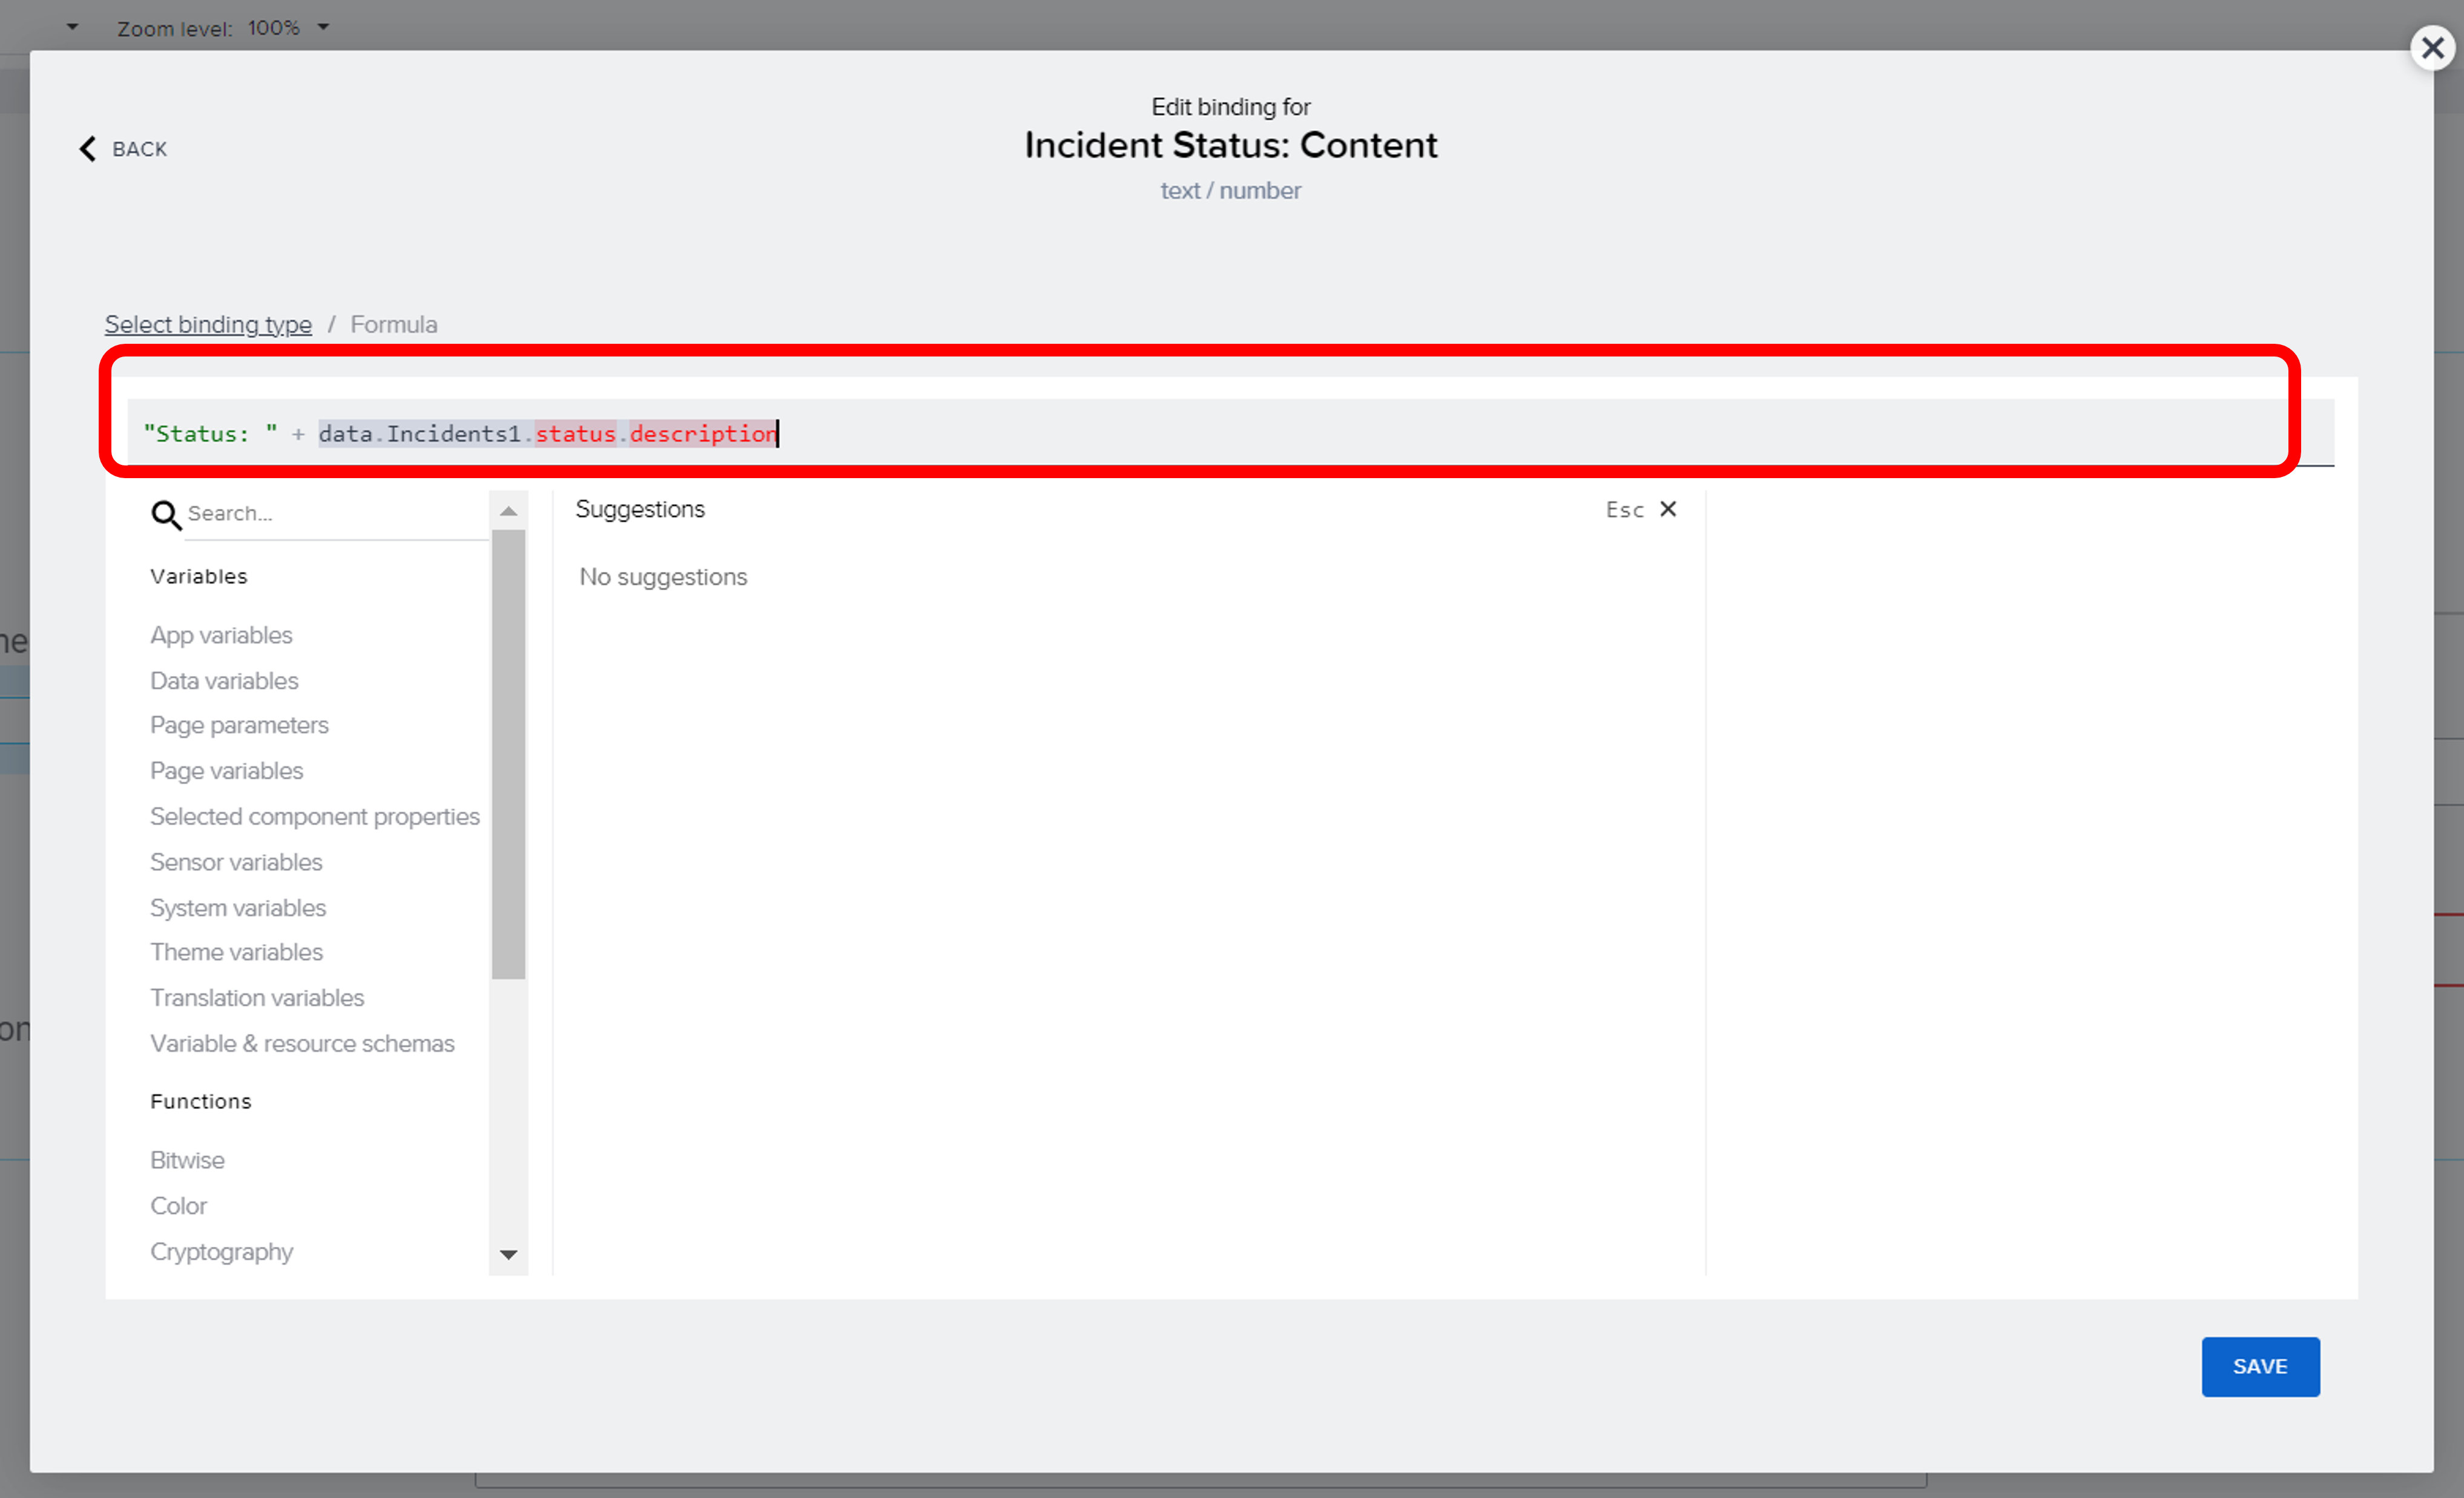 Zoom level: 100%
Edit binding for
BACK
Incident Status: Content
text / number
Select binding type / Formula
"Status: " + data.Incidents1.status.description
Search...
Suggestions
Esc
Variables
No suggestions
App variables
Data variables
Page parameters
Page variables
Selected component properties
Sensor variables
System variables
Theme variables
Translation variables
Variable & resource schemas
Functions
Bitwise
Color
Cryptography
SAVE